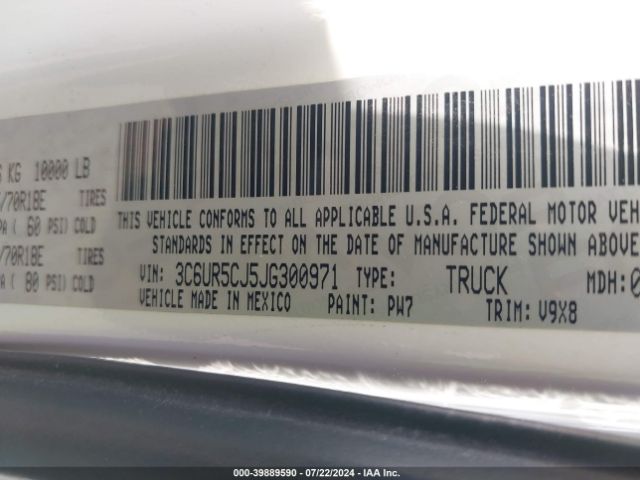 KG 10000 LB
/70R18E TIRES
PA ( 60 PSI) COLD
/70R18E TIRES
A ( 80 PSI) COLD
THIS VEHICLE CONFORMS TO ALL APPLICABLE U.S.A. FEDERAL MOTOR VEH
STANDARDS IN EFFECT ON THE DATE OF MANUFACTURE SHOWN ABOVE
VIN: 3C6UR5CJ5JG300971 TYPE: TRUCK MDH:0
VEHICLE MADE IN MEXICO PAINT: PW7 TRIM: V9X8
000-39889590 - 07/22/2024 - IAA Inc.